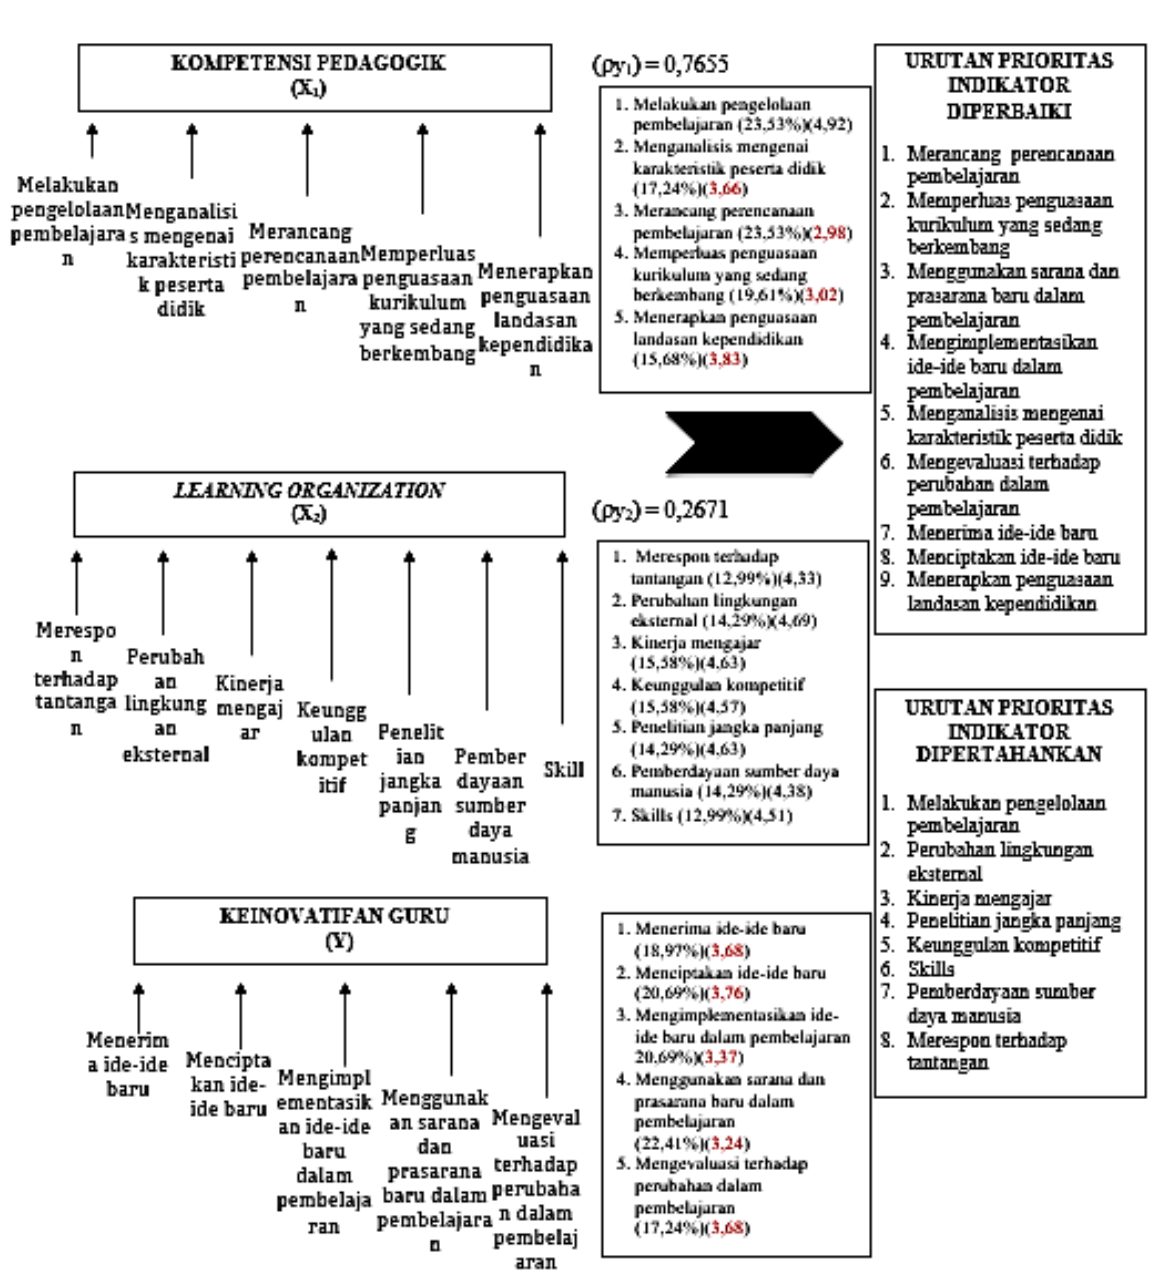 KOMPETENSI PEDAGOGIK
(X₁)
Melakukan
pengelolaan
pembelajara
n
Menganalisi
s mengenai
karakteristi
k peserta
didik
Merancang
perencanaan
pembelajara
n
Memperluas
penguasaan
kurikulum
yang sedang
berkembang
Menerapkan
penguasaan
landasan
kependidika
n
(ρy₁) = 0,7655
1. Melakukan pengelolaan
pembelajaran (23,53%)(4,92)
2. Menganalisis mengenai
karakteristik peserta didik
(17,24%)(3,66)
3. Merancang perencanaan
pembelajaran (23,53%)(2,98)
4. Memperluas penguasaan
kurikulum yang sedang
berkembang (19,61%)(3,02)
5. Menerapkan penguasaan
landasan kependidikan
(15,68%)(3,83)
LEARNING ORGANIZATION
(X₂)
Merespo
n
terhadap
tantanga
n
Perubah
an
lingkung
an
eksternal
Kinerja
mengaj
ar
Keungg
ulan
kompet
itif
Penelit
ian
jangka
panjan
g
Pember
dayaan
sumber
daya
manusia
Skill
(ρy₂) = 0,2671
1. Merespon terhadap
tantangan (12,99%)(4,33)
2. Perubahan lingkungan
eksternal (14,29%)(4,69)
3. Kinerja mengajar
(15,58%)(4,63)
4. Keunggulan kompetitif
(15,58%)(4,57)
5. Penelitian jangka panjang
(14,29%)(4,63)
6. Pemberdayaan sumber daya
manusia (14,29%)(4,38)
7. Skills (12,99%)(4,51)
KEINOVATIFAN GURU
(Y)
Menerim
a ide-ide
baru
Mencipta
kan ide-
ide baru
Mengimpl
ementasik
an ide-ide
baru
dalam
pembelaja
ran
Menggunak
an sarana
dan
prasarana
baru dalam
pembelajara
n
Mengeval
uasi
terhadap
perubaha
n dalam
pembelaj
aran
1. Menerima ide-ide baru
(18,97%)(3,68)
2. Menciptakan ide-ide baru
(20,69%)(3,76)
3. Mengimplementasikan ide-
ide baru dalam pembelajaran
20,69%)(3,37)
4. Menggunakan sarana dan
prasarana baru dalam
pembelajaran
(22,41%)(3,24)
5. Mengevaluasi terhadap
perubahan dalam
pembelajaran
(17,24%)(3,68)
URUTAN PRIORITAS
INDIKATOR
DIPERBAIKI
1. Merancang perencanaan
pembelajaran
2. Memperluas penguasaan
kurikulum yang sedang
berkembang
3. Menggunakan sarana dan
prasarana baru dalam
pembelajaran
4. Mengimplementasikan
ide-ide baru dalam
pembelajaran
5. Menganalisis mengenai
karakteristik peserta didik
6. Mengevaluasi terhadap
perubahan dalam
pembelajaran
7. Menerima ide-ide baru
8. Menciptakan ide-ide baru
9. Menerapkan penguasaan
landasan kependidikan
URUTAN PRIORITAS
INDIKATOR
DIPERTAHANKAN
1. Melakukan pengelolaan
pembelajaran
2. Perubahan lingkungan
eksternal
3. Kinerja mengajar
4. Penelitian jangka panjang
5. Keunggulan kompetitif
6. Skills
7. Pemberdayaan sumber
daya manusia
8. Merespon terhadap
tantangan